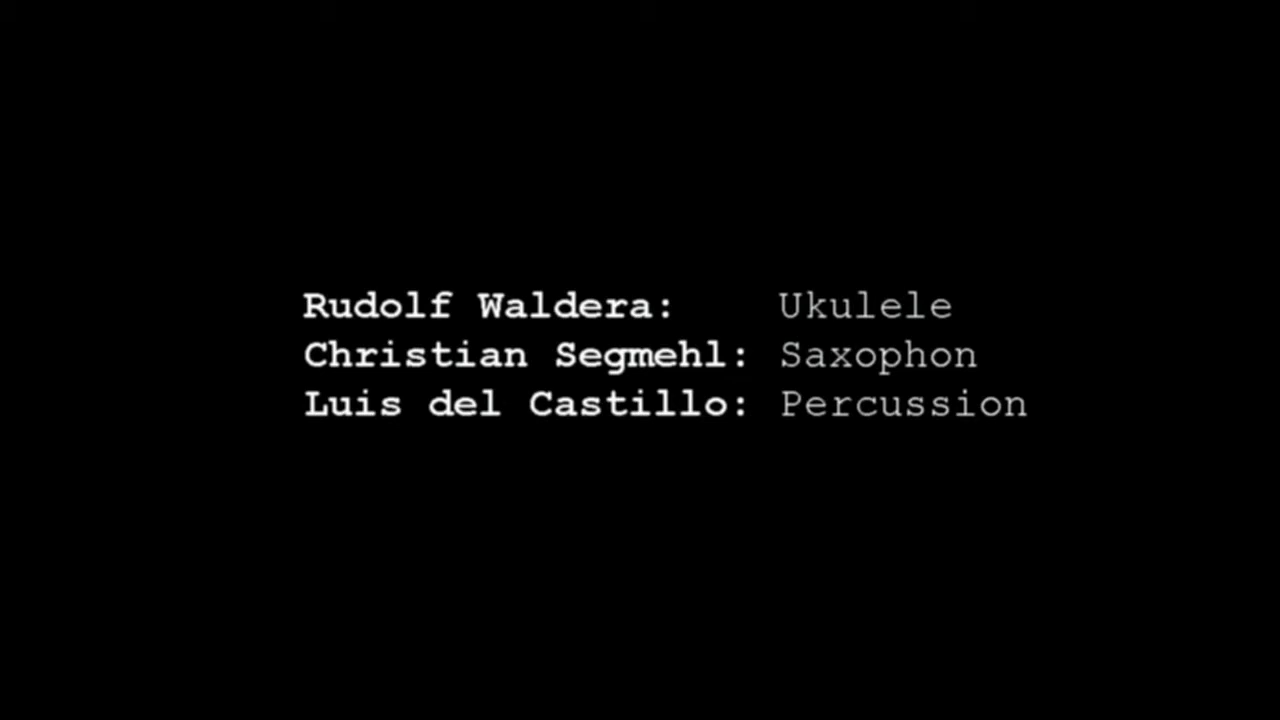 Rudolf Waldera: Ukulele
Christian Segmehl: Saxophon
Luis del Castillo: Percussion